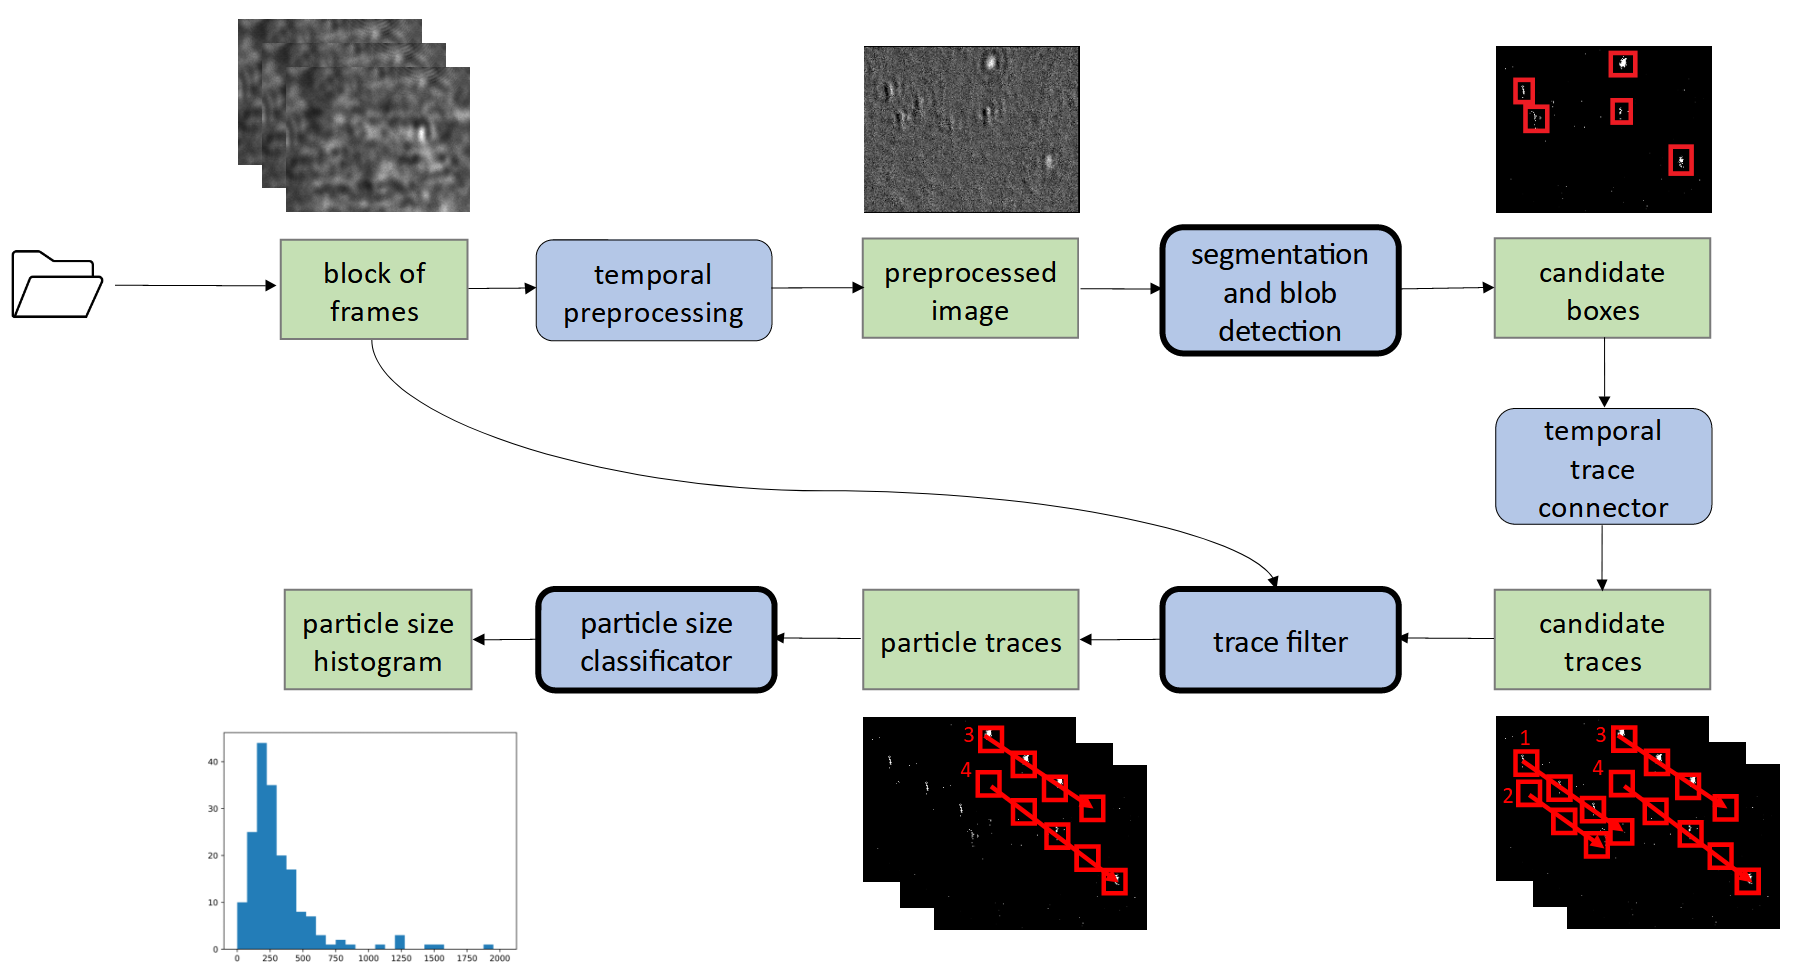 block of
frames
temporal
preprocessing
preprocessed
image
segmentation
and blob
detection
candidate
boxes
temporal
trace
connector
particle size
histogram
particle size
classificator
particle traces
trace filter
candidate
traces
3
4
1
3
2
4
40
30
20
10
0
0 250 500 750 1000 1250 1500 1750 2000